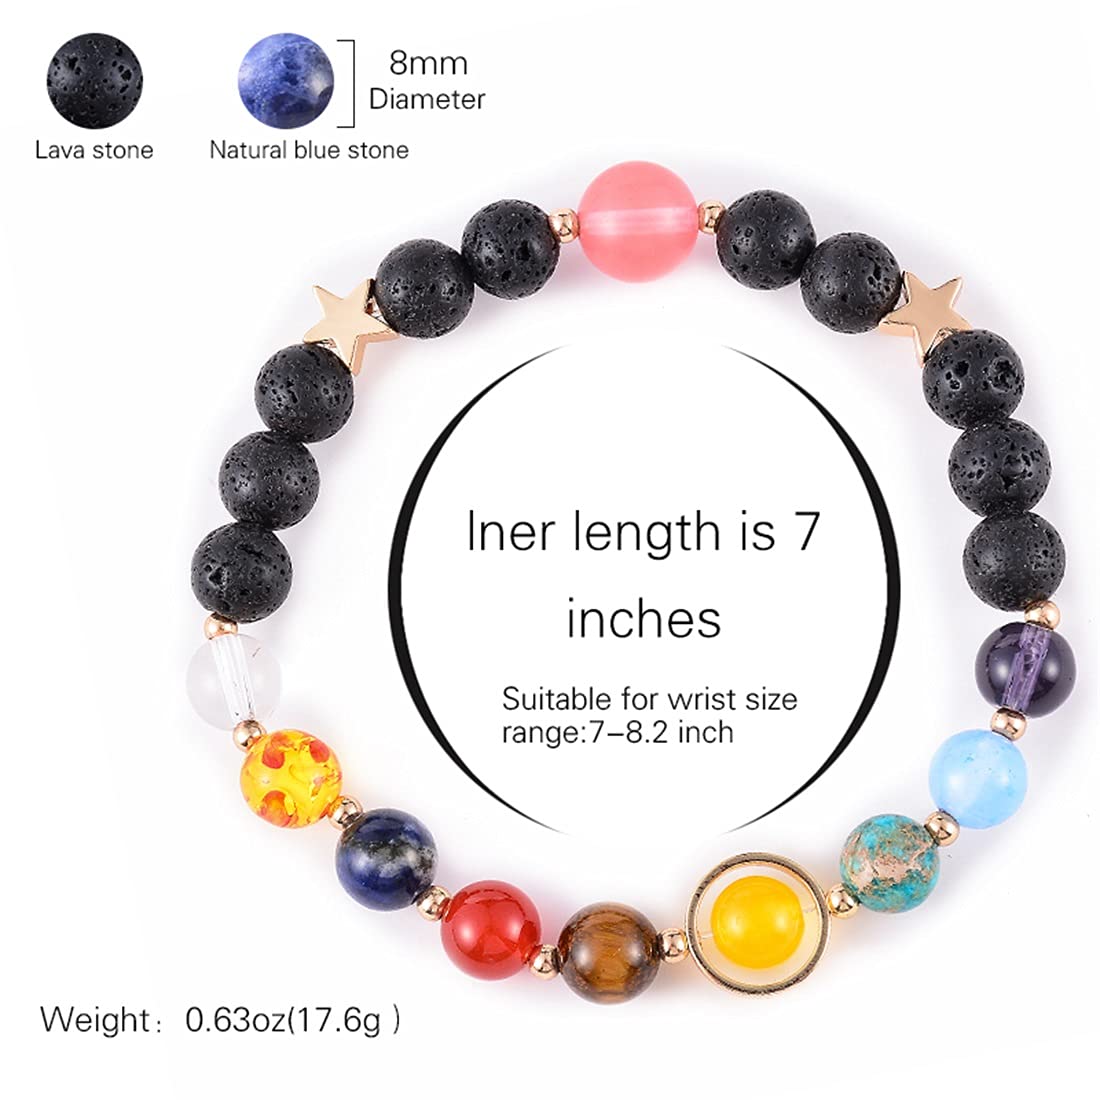 8mm
Diameter
Lava stone
Natural blue stone
Iner length is 7
inches
Suitable for wrist size
range:7–8.2 inch
Weight: 0.63oz(17.6g )